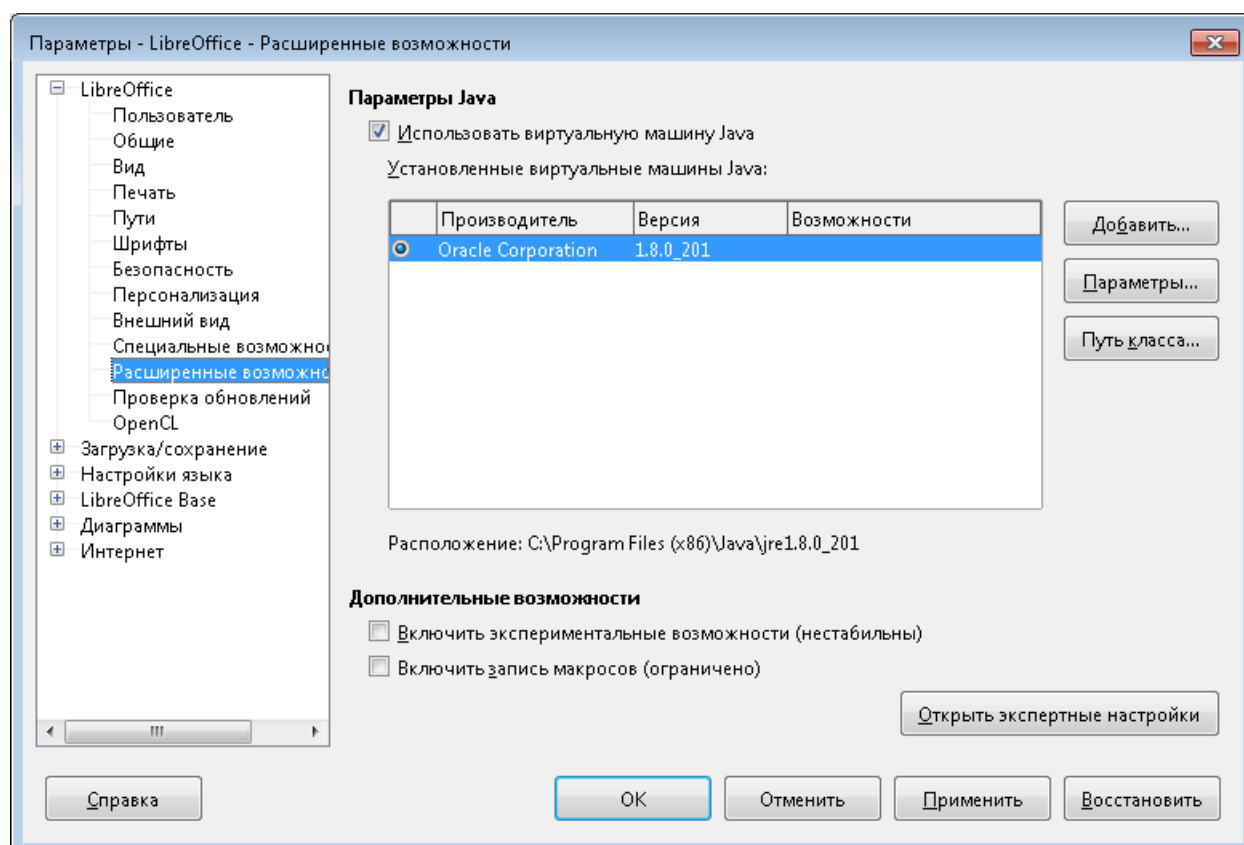 Параметры - LibreOffice - Расширенные возможности
LibreOffice
Пользователь
Общие
Вид
Печать
Пути
Шрифты
Безопасность
Персонализация
Внешний вид
Специальные возможно
Расширенные возможно
Проверка обновлений
OpenCL
Загрузка/сохранение
Настройки языка
LibreOffice Base
Диаграммы
Интернет
Параметры Java
Использовать виртуальную машину Java
Установленные виртуальные машины Java:
Производитель Версия Возможности
Oracle Corporation 1.8.0_201
Добавить...
Параметры...
Путь класса...
Расположение: C:\Program Files (x86)\Java\jre1.8.0_201
Дополнительные возможности
Включить экспериментальные возможности (нестабильны)
Включить запись макросов (ограничено)
Открыть экспертные настройки
Справка OK Отменить Применить Восстановить